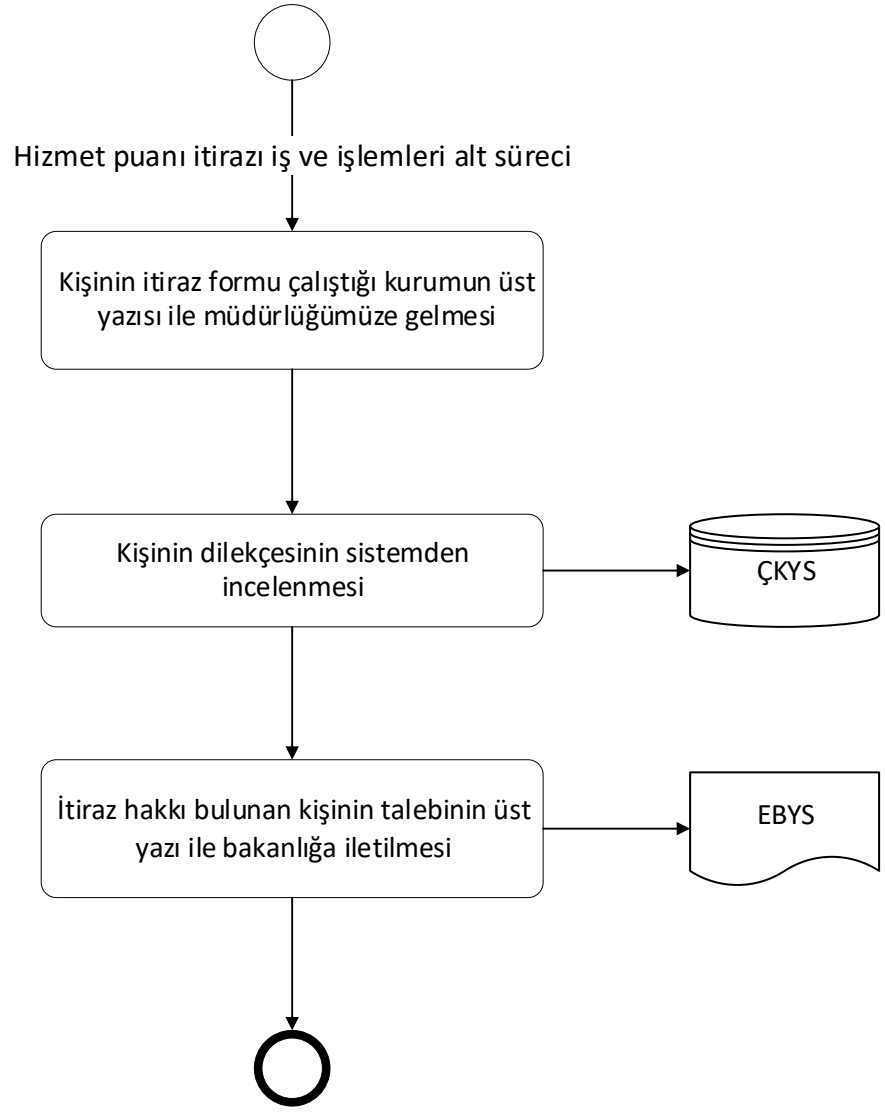 Hizmet puanı itirazı iş ve işlemleri alt süreci
Kişinin itiraz formu çalıştığı kurumun üst
yazısı ile müdürlüğümüze gelmesi
Kişinin dilekçesinin sistemden
incelenmesi
ÇKYS
İtiraz hakkı bulunan kişinin talebinin üst
yazı ile bakanlığa iletilmesi
EBYS